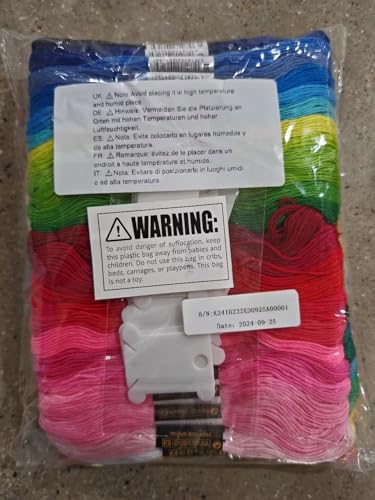 UK: ⚠Note:Avoid placing it in high temperature
and humid place
DE: ⚠Hinweis: Vermeiden Sie die Platzierung an
Orten mit hohen Temperaturen und hoher
Luftfeuchtigkeit.
ES: ⚠Nota: Evite colocarlo en lugares húmedos y
de alta temperatura.
FR: ⚠Remarque: évitez de le placer dans un
endroit à haute température et humide.
IT: ⚠Nota: Evitare di posizionarlo in luoghi umidi
o ad alta temperatura
WARNING:
To avoid danger of suffocation, keep
this plastic bag away from babies and
children. Do not use this bag in cribs,
beds, carriages, or playpens. This bag
is not a toy.
S/N:K2410232KD0925A00001
Date: 2024-09-25